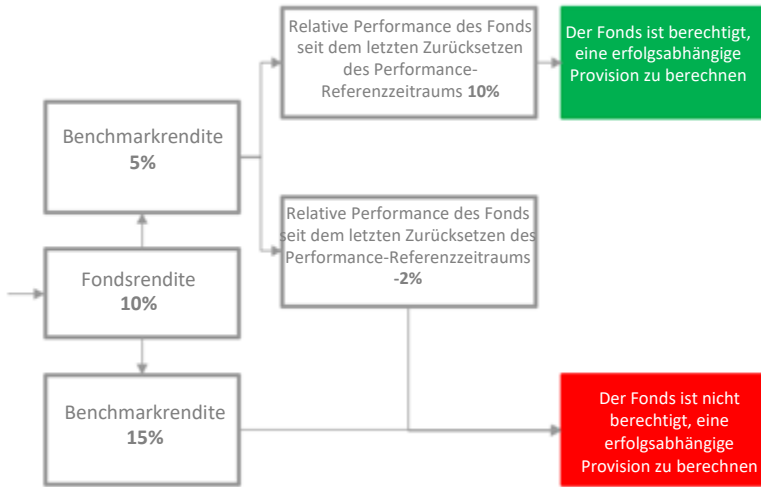 Relative Performance des Fonds
seit dem letzten Zurücksetzen
des Performance-
Referenzzeitraums 10%
Der Fonds ist berechtigt,
eine erfolgsabhängige
Provision zu berechnen
Benchmarkrendite
5%
Relative Performance des Fonds
seit dem letzten Zurücksetzen des
Performance-Referenzzeitraums
-2%
Fondsrendite
10%
Benchmarkrendite
15%
Der Fonds ist nicht
berechtigt, eine
erfolgsabhängige
Provision zu berechnen